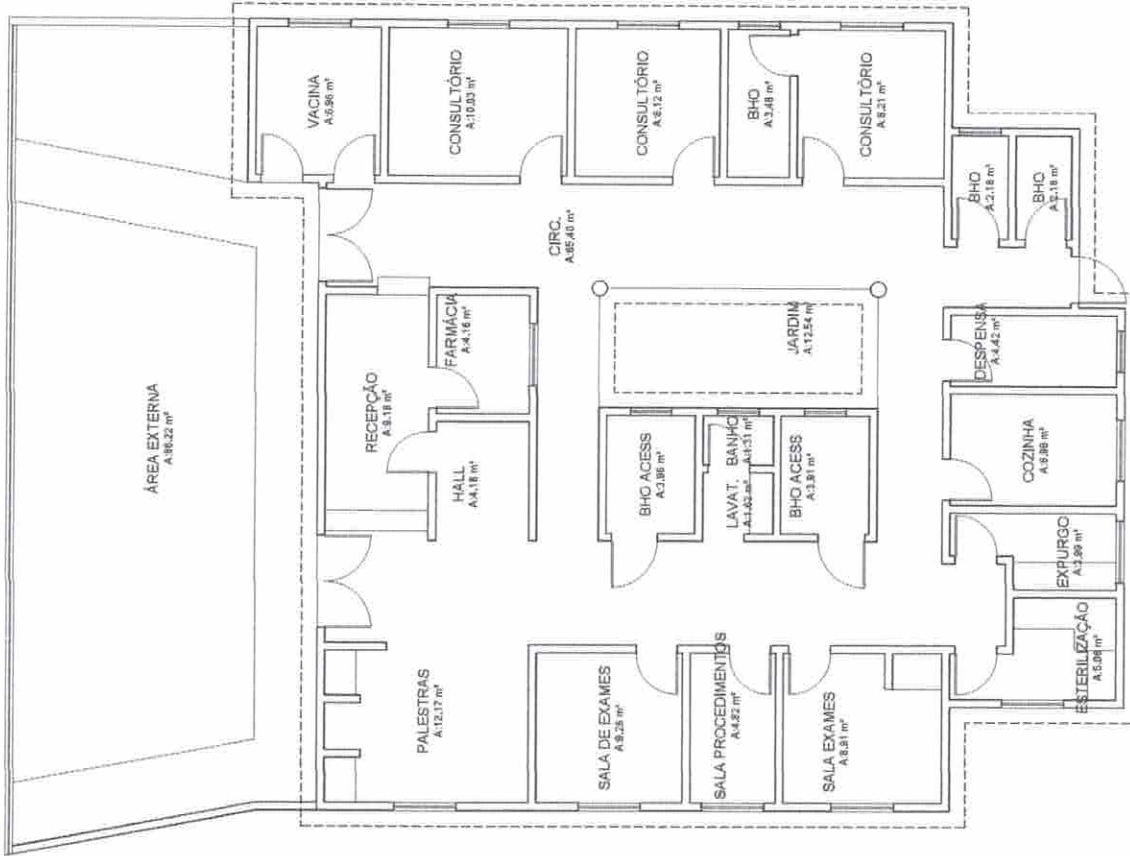 ÁREA EXTERNA
A:86.22 m²
VACINA
A:6.96 m²
CONSULTÓRIO
A:10.03 m²
CONSULTÓRIO
A:8.12 m²
BHO
A:3.48 m²
CONSULTÓRIO
A:8.21 m²
BHO
A:2.18 m²
BHO
A:2.18 m²
CIRC.
A:65.40 m²
RECEPÇÃO
A:9.18 m²
FARMÁCIA
A:4.16 m²
HALL
A:4.18 m²
JARDIM
A:12.54 m²
DESPENSA
A:4.42 m²
BHO ACESS
A:3.96 m²
LAVAT.
A:1.62 m²
BANHO
A:1.31 m²
BHO ACESS
A:3.91 m²
COZINHA
A:6.98 m²
EXPURGO
A:3.99 m²
ESTERILIZAÇÃO
A:5.06 m²
PALESTRAS
A:12.17 m²
SALA DE EXAMES
A:9.26 m²
SALA PROCEDIMENTOS
A:4.82 m²
SALA EXAMES
A:8.91 m²